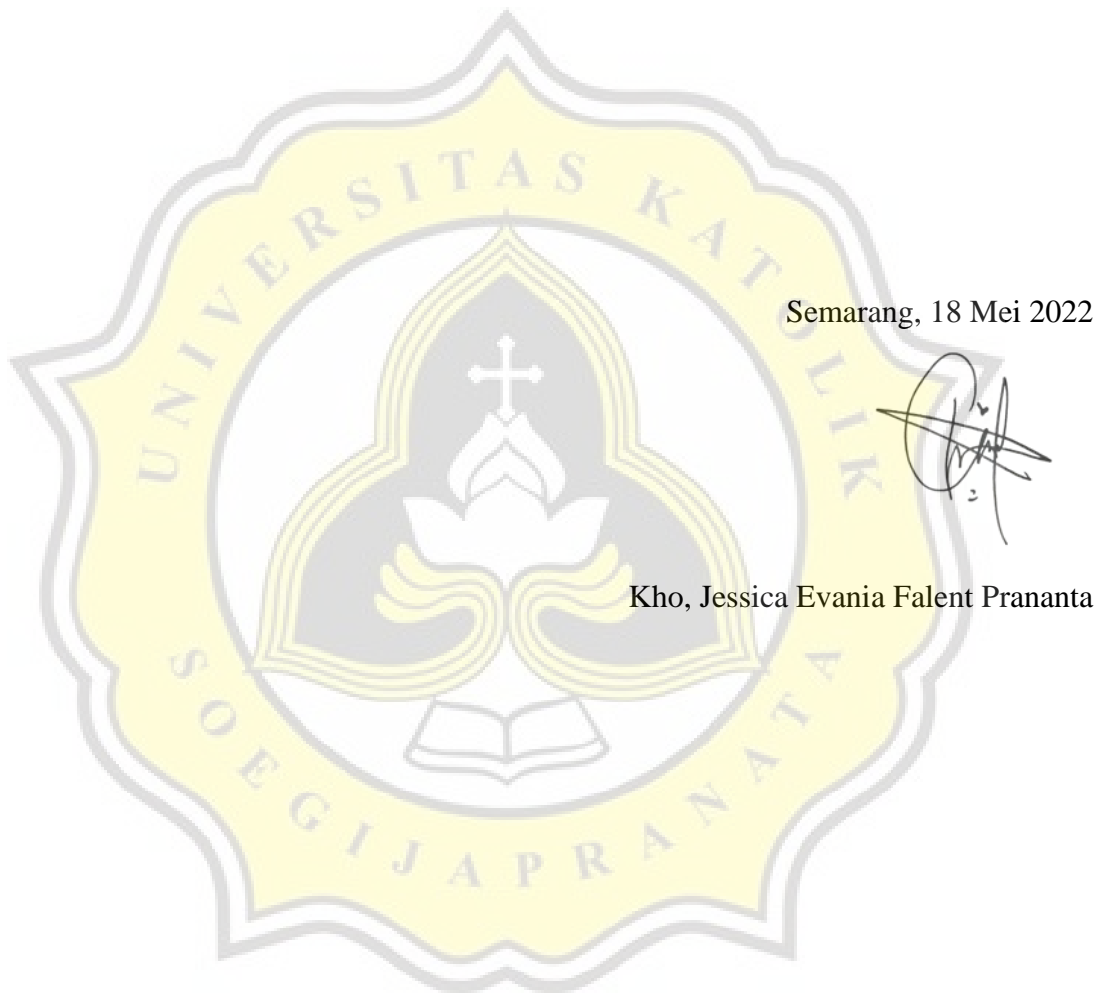 UNIVERSITAS KATOLIK
SOEGIJAPRANATA
Semarang, 18 Mei 2022
Kho, Jessica Evania Falent Prananta